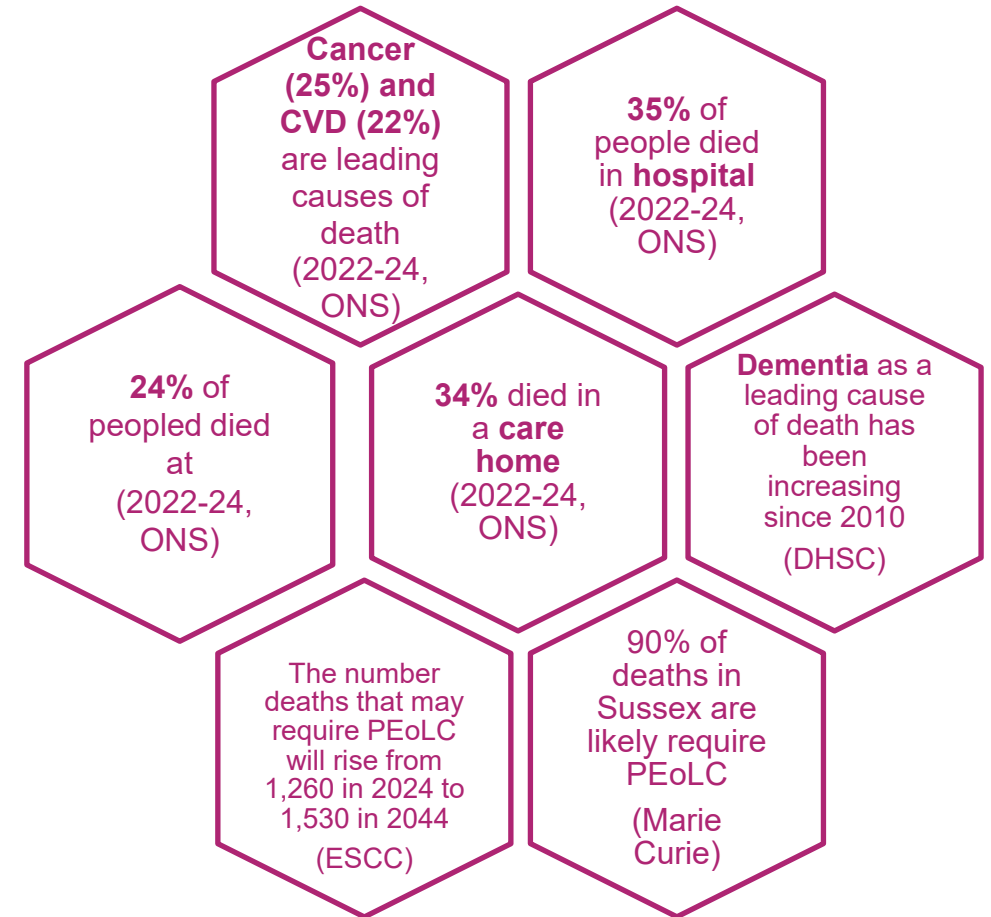 Cancer
(25%) and
CVD (22%)
are leading
causes of
death
(2022-24,
ONS)
35% of
people died
in hospital
(2022-24,
ONS)
24% of
peopled died
at
(2022-24,
ONS)
34% died in
a care
home
(2022-24,
ONS)
Dementia as a
leading cause
of death has
been
increasing
since 2010
(DHSC)
The number
deaths that may
require PEoLC
will rise from
1,260 in 2024 to
1,530 in 2044
(ESCC)
90% of
deaths in
Sussex are
likely require
PEoLC
(Marie
Curie)